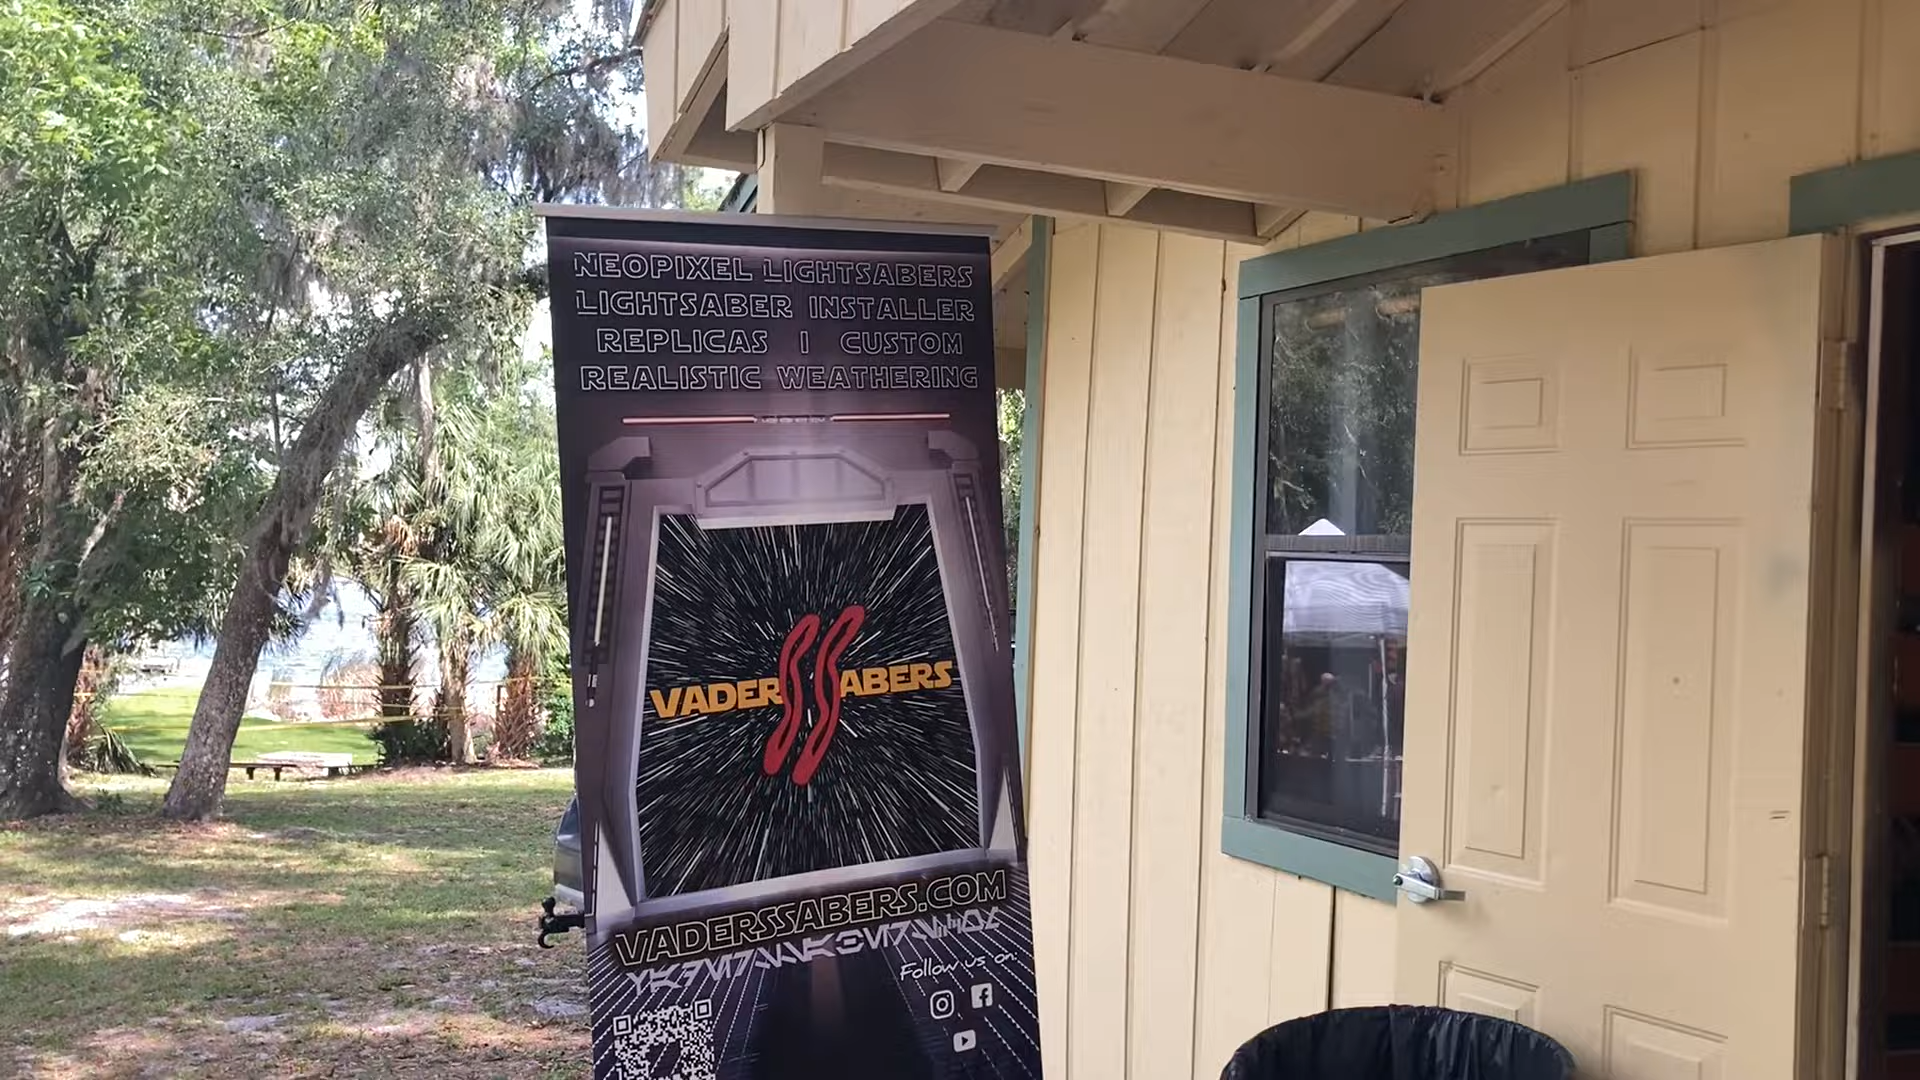 NEOPIXEL LIGHTSABERS
LIGHTSABER INSTALLER
REPLICAS | CUSTOM
REALISTIC WEATHERING
VADERSSABERS
VADERSSABERS.COM
Follow us on: